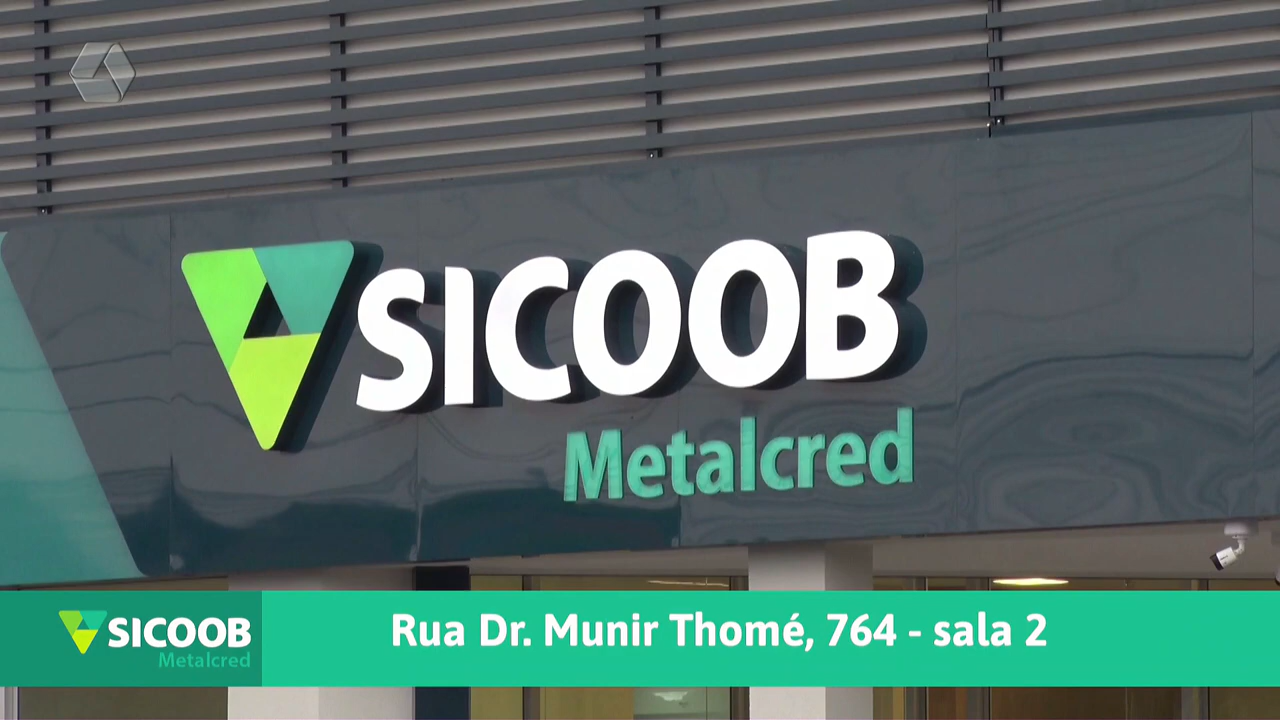 SICOOB
Metalcred
SICOOB
Metalcred
Rua Dr. Munir Thomé, 764 - sala 2